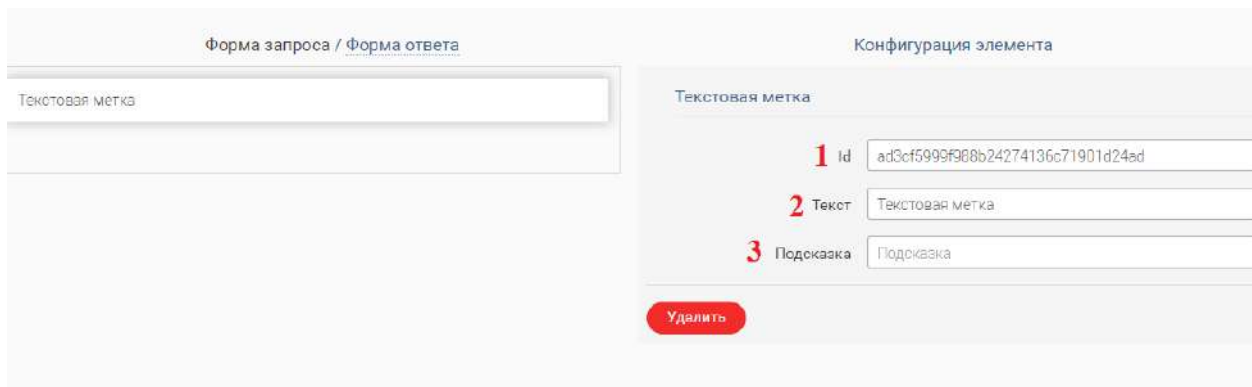 Форма запроса / Форма ответа
Конфигурация элемента
Текстовая метка
Текстовая метка
1 Id ad3cf5999f988b24274136c71901d24ad
2 Текст Текстовая метка
3 Подсказка Подсказка
Удалить